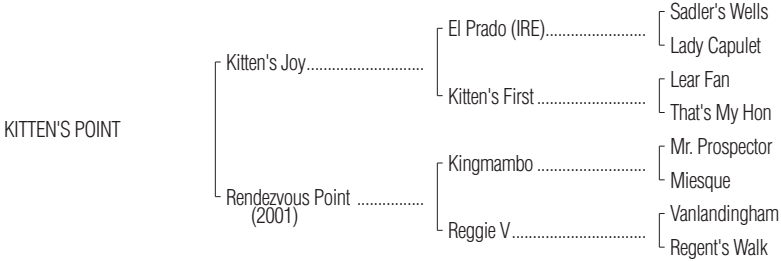 Sadler's Wells
El Prado (IRE)........................
Lady Capulet
Kitten's Joy............................
Lear Fan
Kitten's First..........................
That's My Hon
KITTEN'S POINT
Mr. Prospector
Kingmambo ..........................
Miesque
Rendezvous Point ................
(2001)
Vanlandingham
Reggie V................................
Regent's Walk